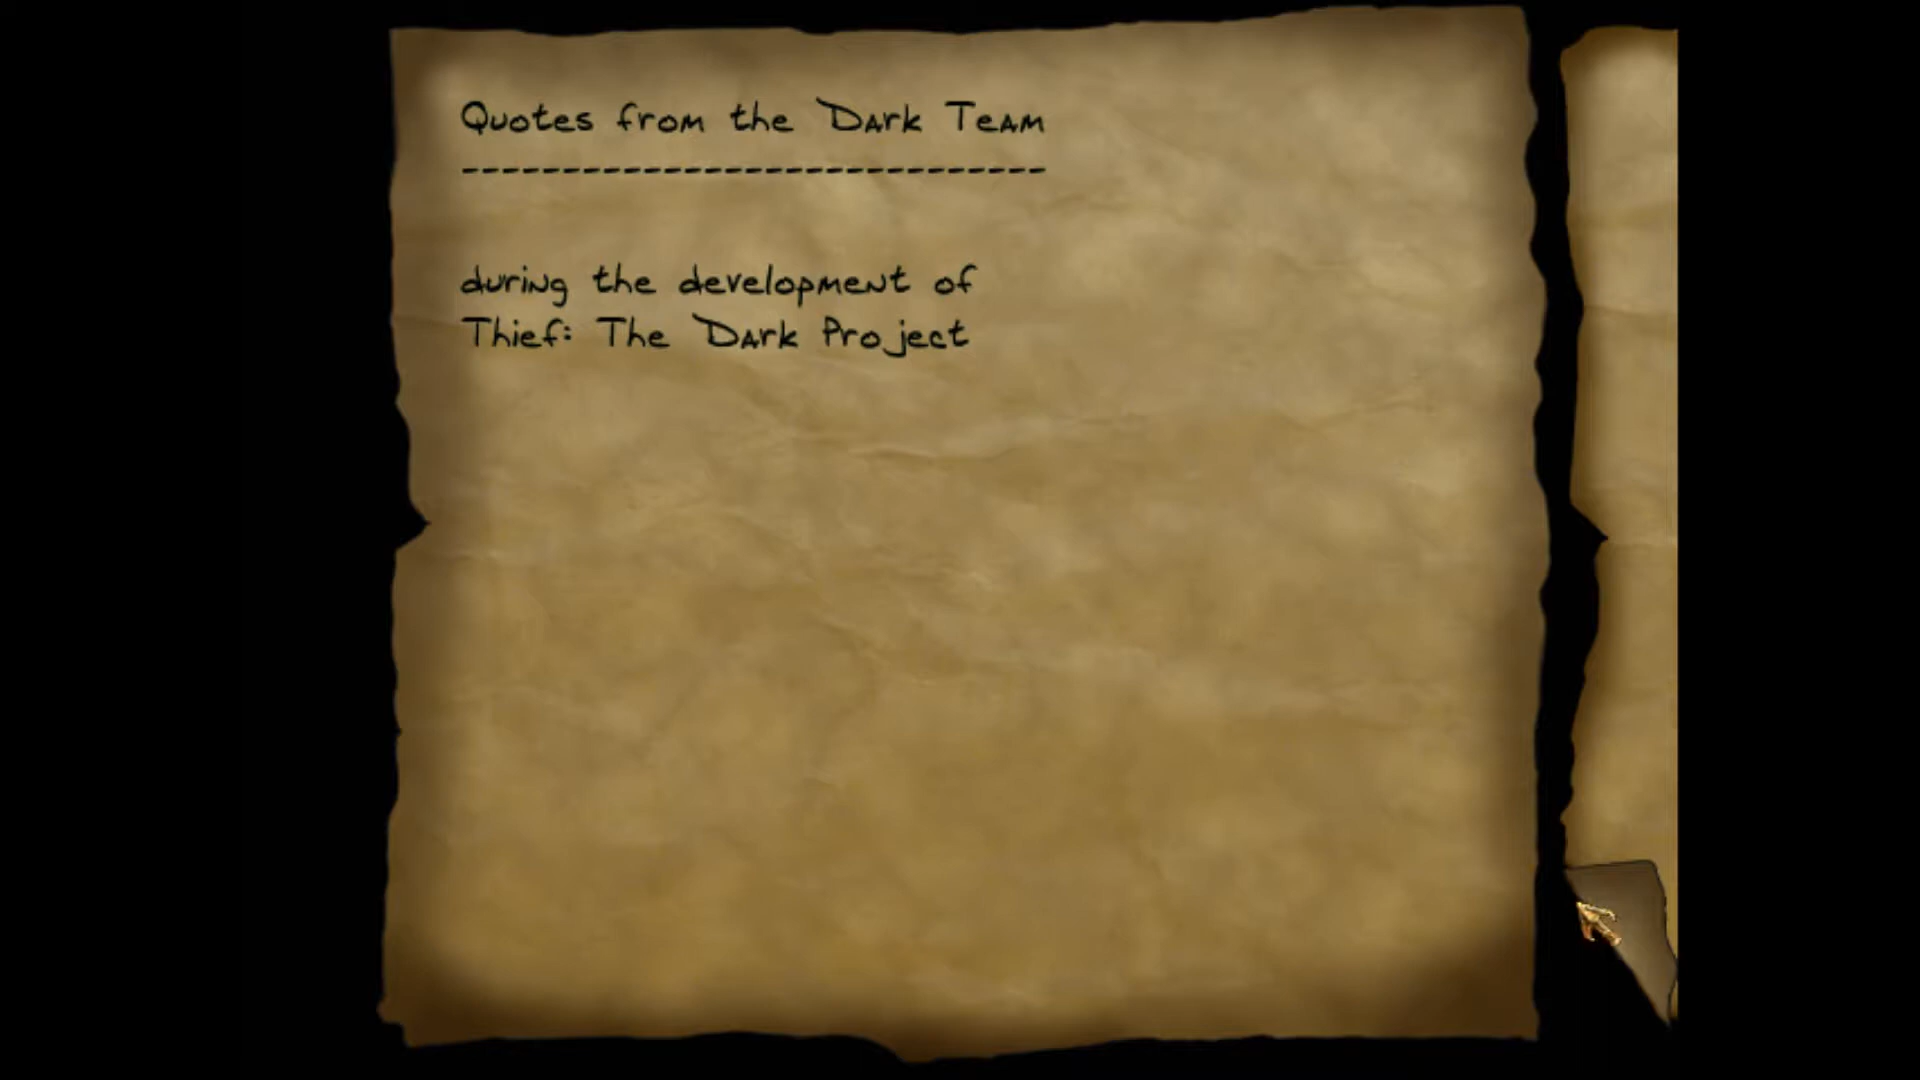 Quotes from the Dark Team
-----------------------------
during the development of
Thief: The Dark Project